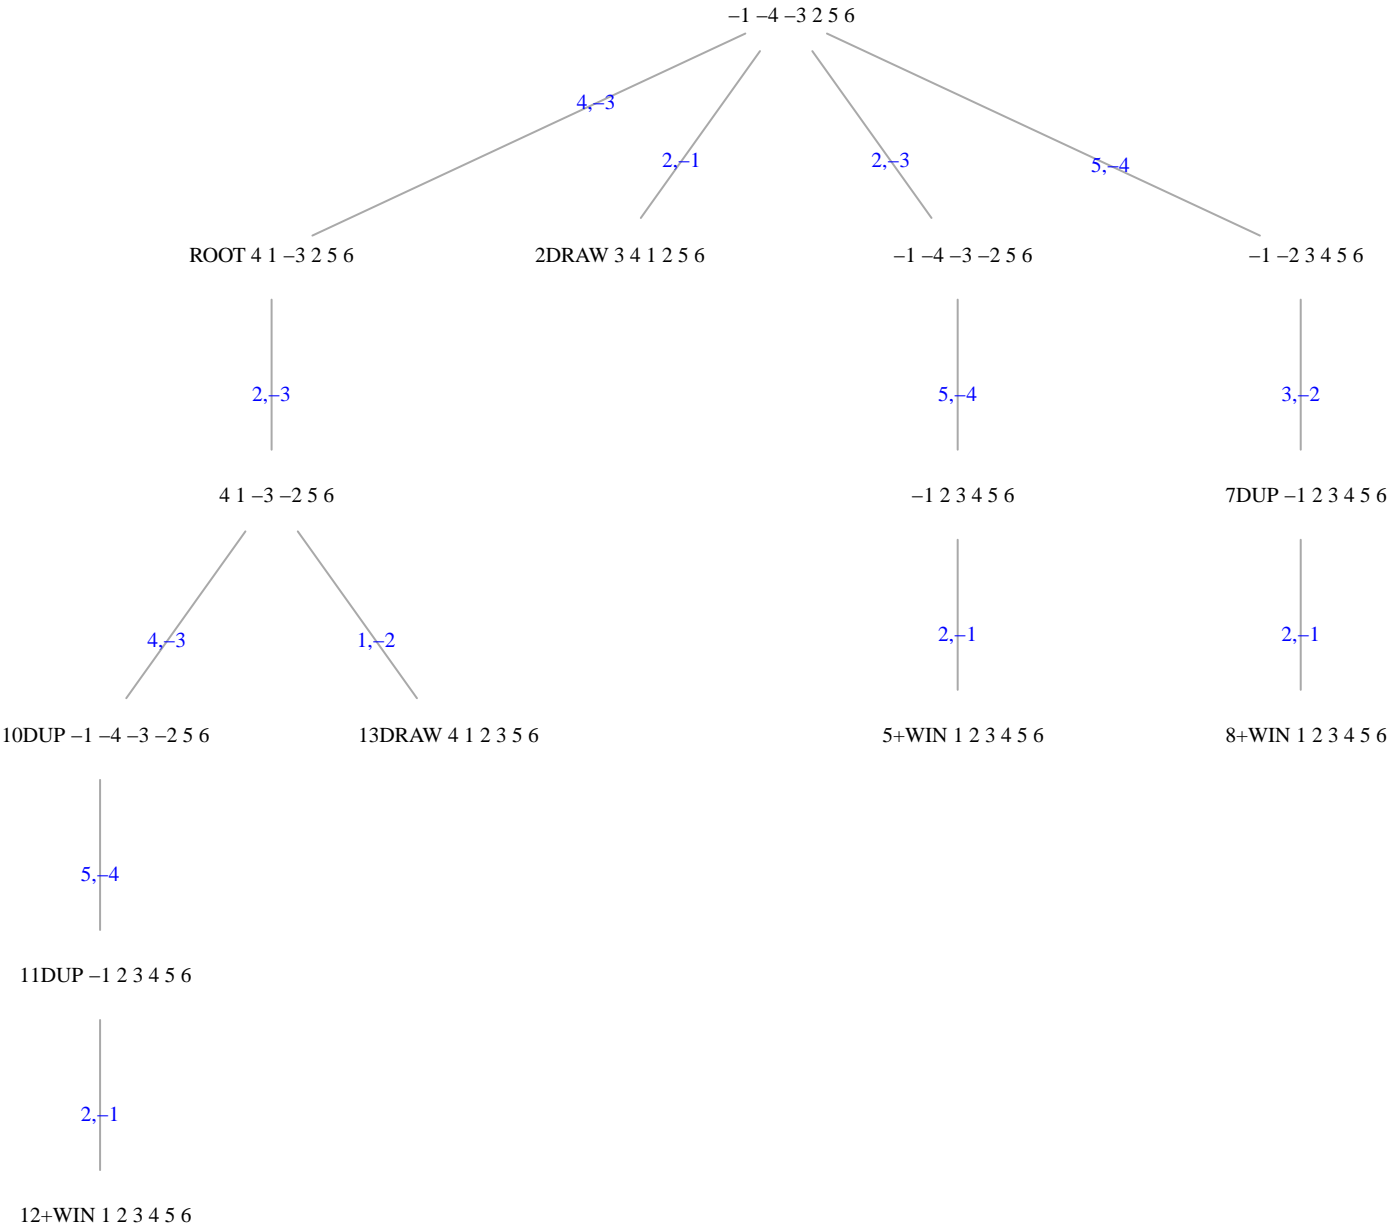 –1 –4 –3 2 5 6
4,–3
2,–1
2,–3
5,–4
ROOT 4 1 –3 2 5 6
2DRAW 3 4 1 2 5 6
–1 –4 –3 –2 5 6
–1 –2 3 4 5 6
2,–3
5,–4
3,–2
4 1 –3 –2 5 6
–1 2 3 4 5 6
7DUP –1 2 3 4 5 6
4,–3
1,–2
2,–1
2,–1
10DUP –1 –4 –3 –2 5 6
13DRAW 4 1 2 3 5 6
5+WIN 1 2 3 4 5 6
8+WIN 1 2 3 4 5 6
5,–4
11DUP –1 2 3 4 5 6
2,–1
12+WIN 1 2 3 4 5 6